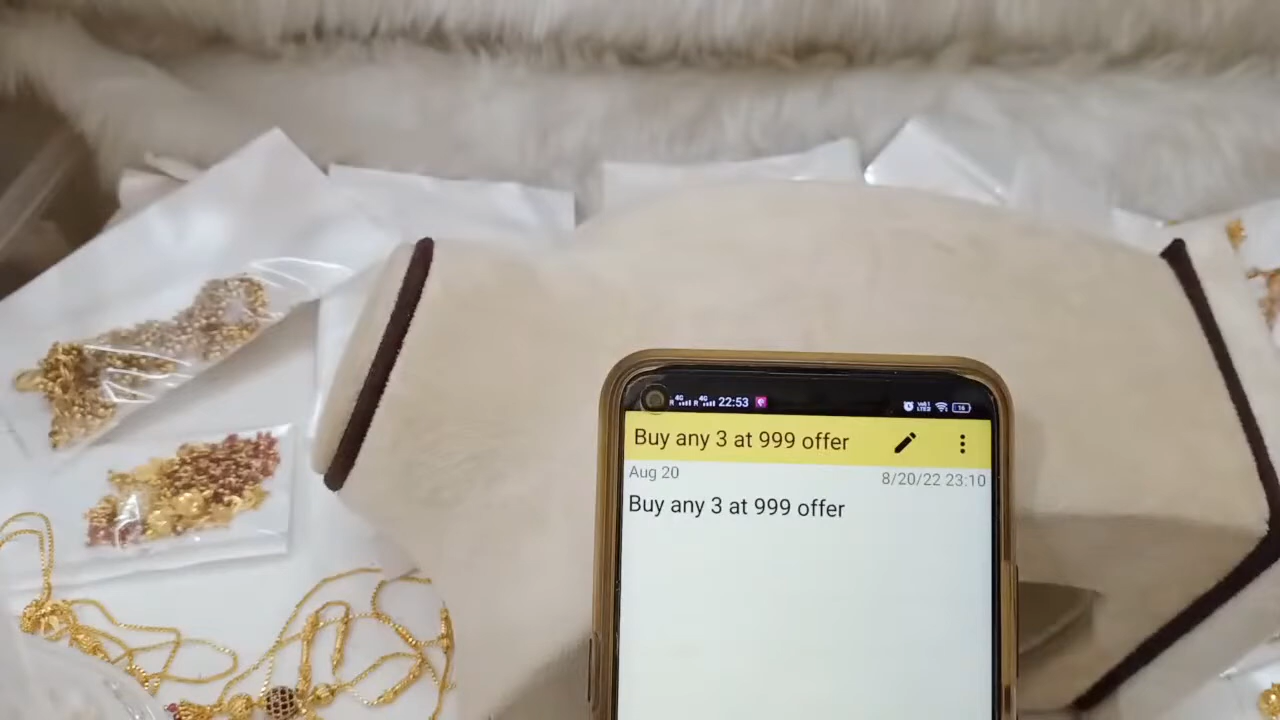 22:53
Buy any 3 at 999 offer
Aug 20
8/20/22 23:10
Buy any 3 at 999 offer